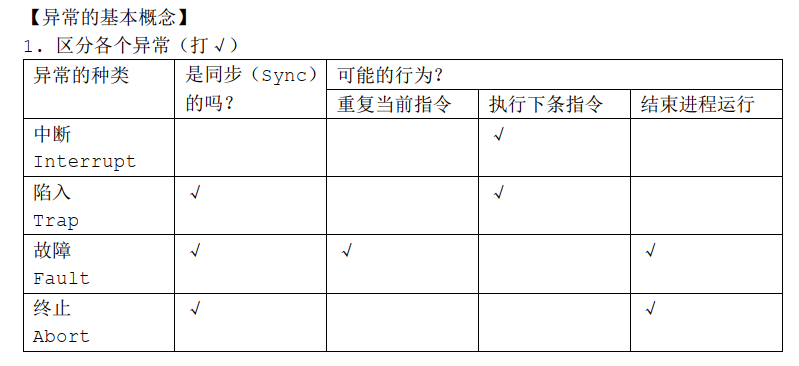 【异常的基本概念】
1. 区分各个异常（打√）
异常的种类 是同步（Sync）的吗？ 可能的行为？
重复当前指令 执行下条指令 结束进程运行
中断 Interrupt √
陷入 Trap √ √
故障 Fault √ √ √
终止 Abort √ √